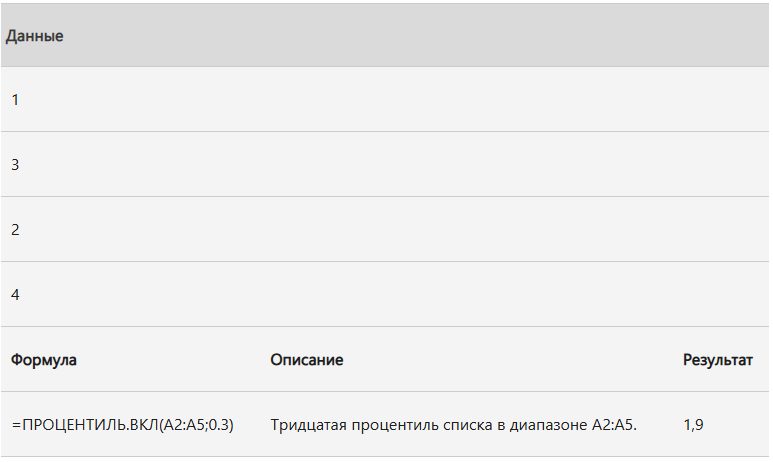 Данные
1
3
2
4
Формула Описание Результат
=ПРОЦЕНТИЛЬ.ВКЛ(A2:A5;0.3) Тридцатая процентиль списка в диапазоне A2:A5. 1,9